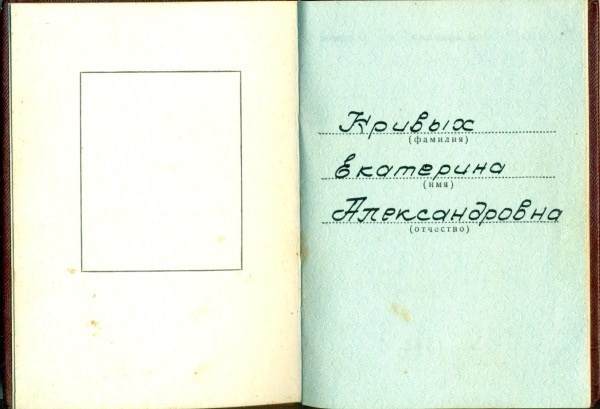 Кривых
(фамилия)
Екатерина
(имя)
Александровна
(отчество)